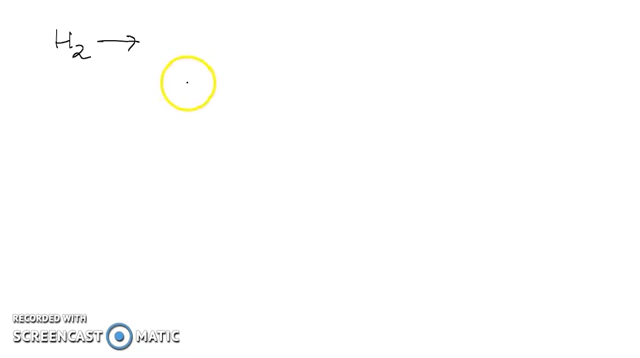 H₂ →
RECORDED WITH
SCREENCAST MATIC